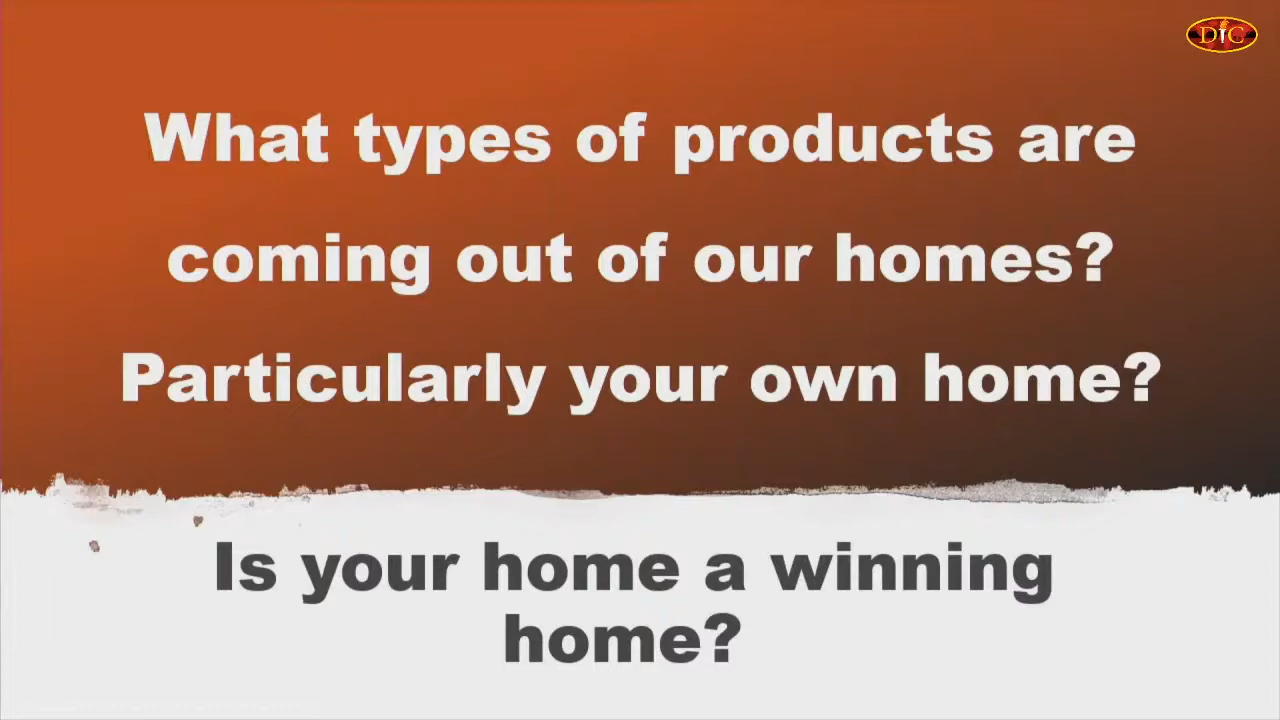 DC
What types of products are
coming out of our homes?
Particularly your own home?
Is your home a winning
home?